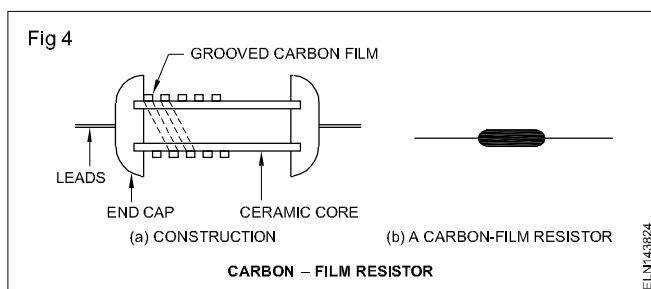 Fig 4
GROOVED CARBON FILM
LEADS
END CAP
CERAMIC CORE
(a) CONSTRUCTION
(b) A CARBON-FILM RESISTOR
CARBON – FILM RESISTOR
ELN143824